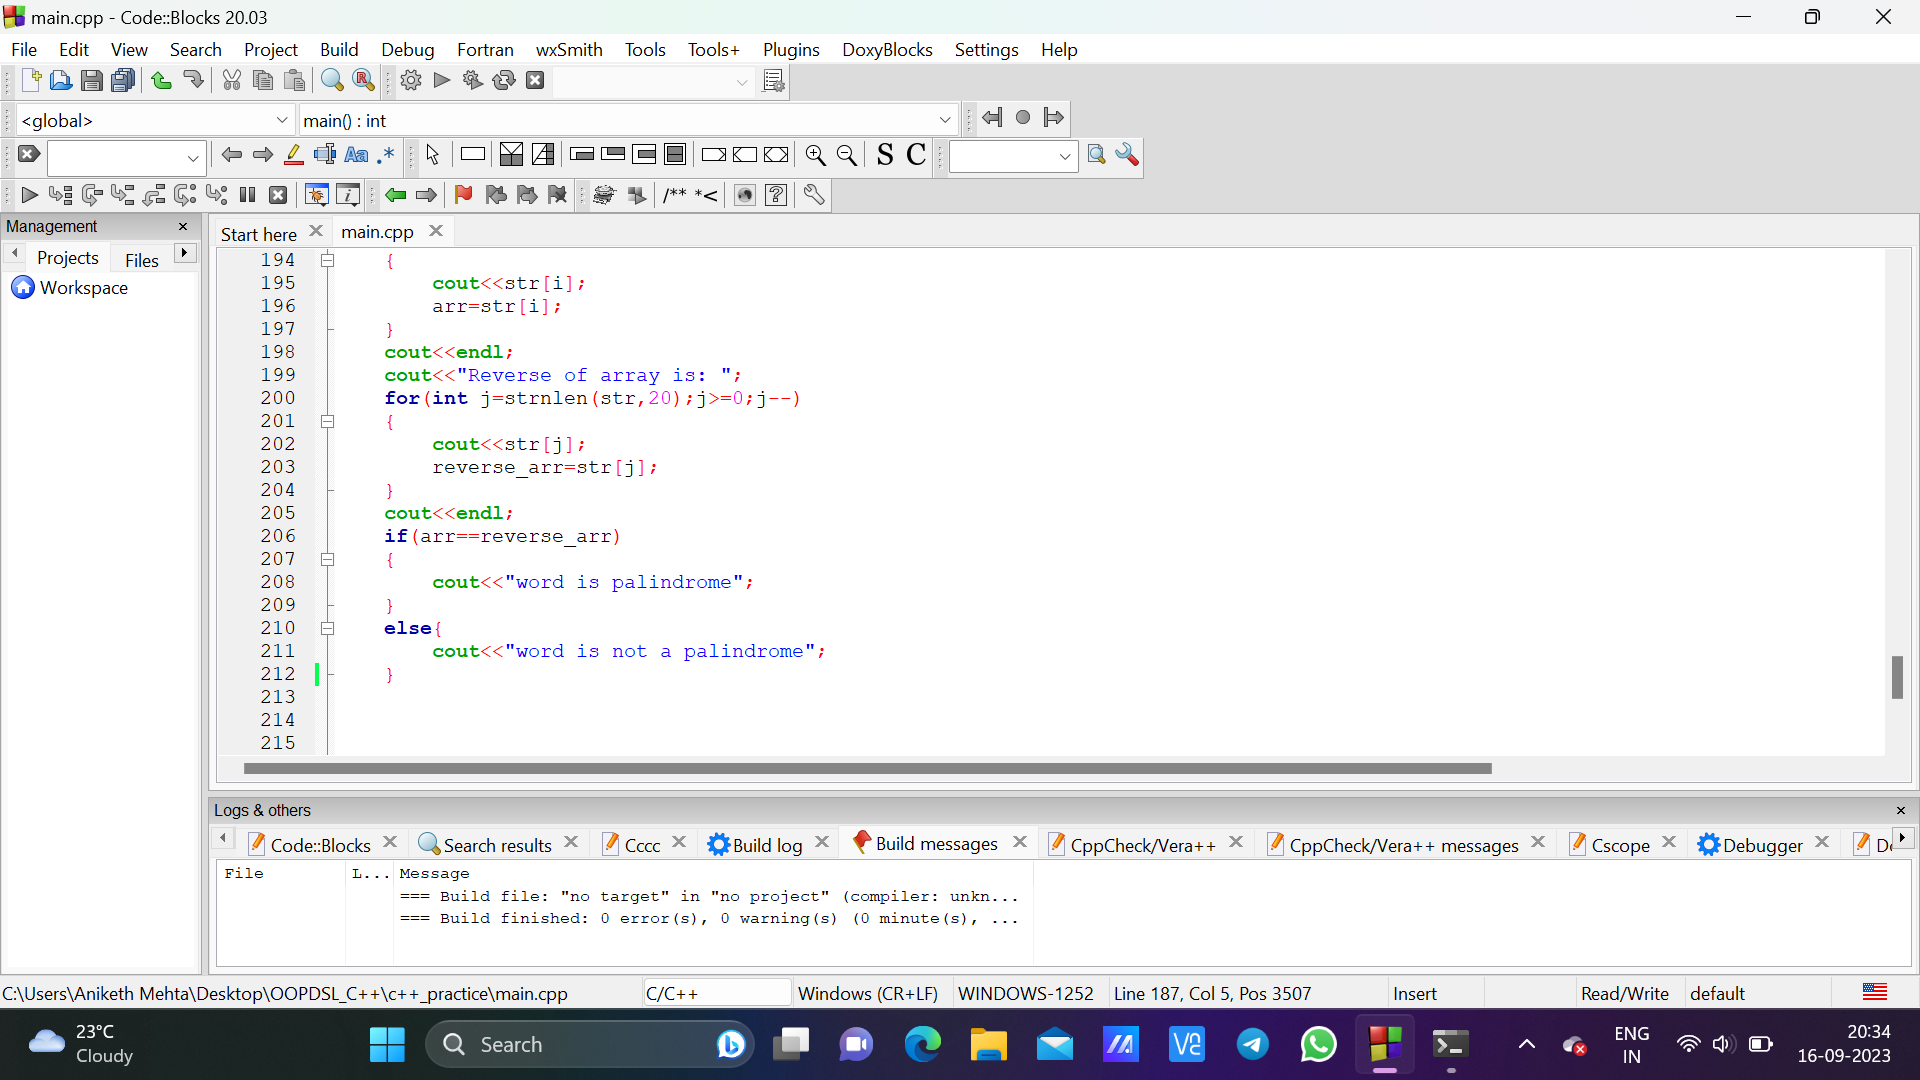 main.cpp - Code::Blocks 20.03
File Edit View Search Project Build Debug Fortran wxSmith Tools Tools+ Plugins DoxyBlocks Settings Help
<global> main() : int
Aa .* S C
/** *<
Management
Start here main.cpp
Projects Files
Workspace
194 {
195 cout<<str[i];
196 arr=str[i];
197 }
198 cout<<endl;
199 cout<<"Reverse of array is: ";
200 for(int j=strnlen(str,20);j>=0;j--)
201 {
202 cout<<str[j];
203 reverse_arr=str[j];
204 }
205 cout<<endl;
206 if(arr==reverse_arr)
207 {
208 cout<<"word is palindrome";
209 }
210 else{
211 cout<<"word is not a palindrome";
212 }
213
214
215
Logs & others
Code::Blocks Search results Cccc Build log Build messages CppCheck/Vera++ CppCheck/Vera++ messages Cscope Debugger
File L... Message
=== Build file: "no target" in "no project" (compiler: unkn...
=== Build finished: 0 error(s), 0 warning(s) (0 minute(s), ...
C:\Users\Aniketh Mehta\Desktop\OOPDSL_C++\c++_practice\main.cpp C/C++ Windows (CR+LF) WINDOWS-1252 Line 187, Col 5, Pos 3507 Insert Read/Write default
23°C
Cloudy
Search
ENG
IN
20:34
16-09-2023